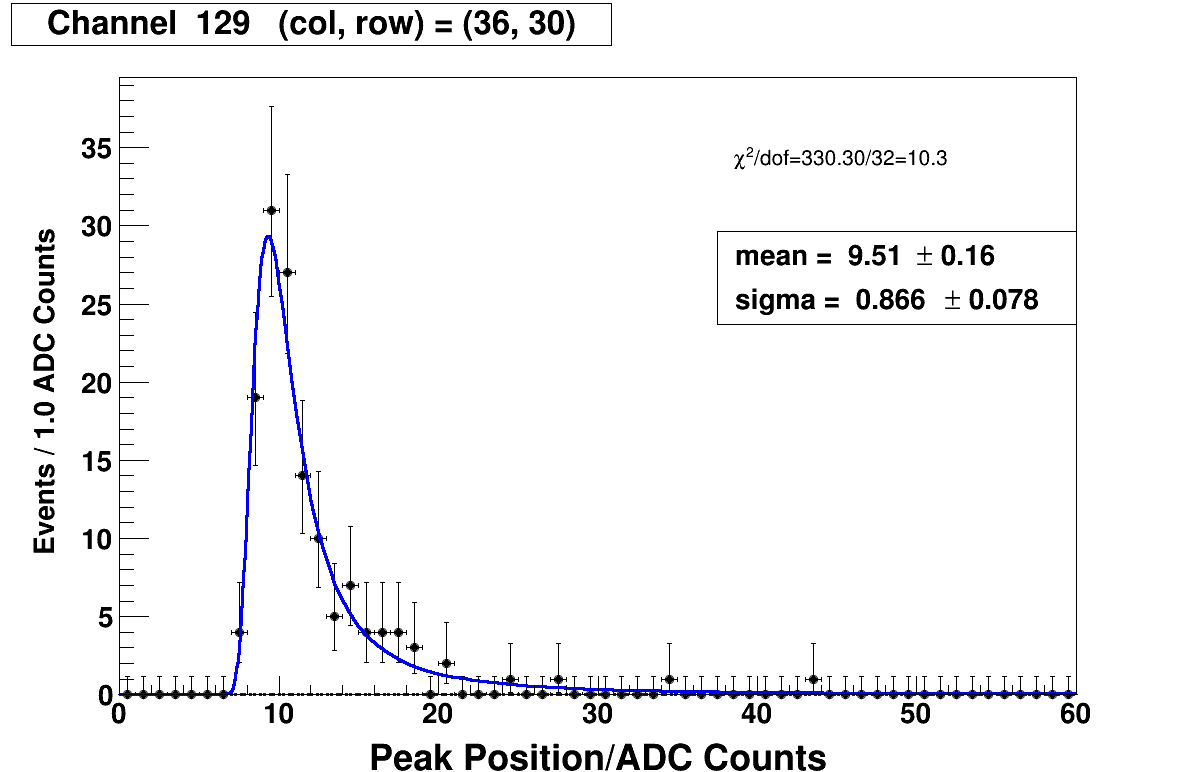 Channel 129 (col, row) = (36, 30)
χ²/dof=330.30/32=10.3
mean = 9.51 ± 0.16
sigma = 0.866 ± 0.078
Events / 1.0 ADC Counts
35
30
25
20
15
10
5
0
0 10 20 30 40 50 60
Peak Position/ADC Counts